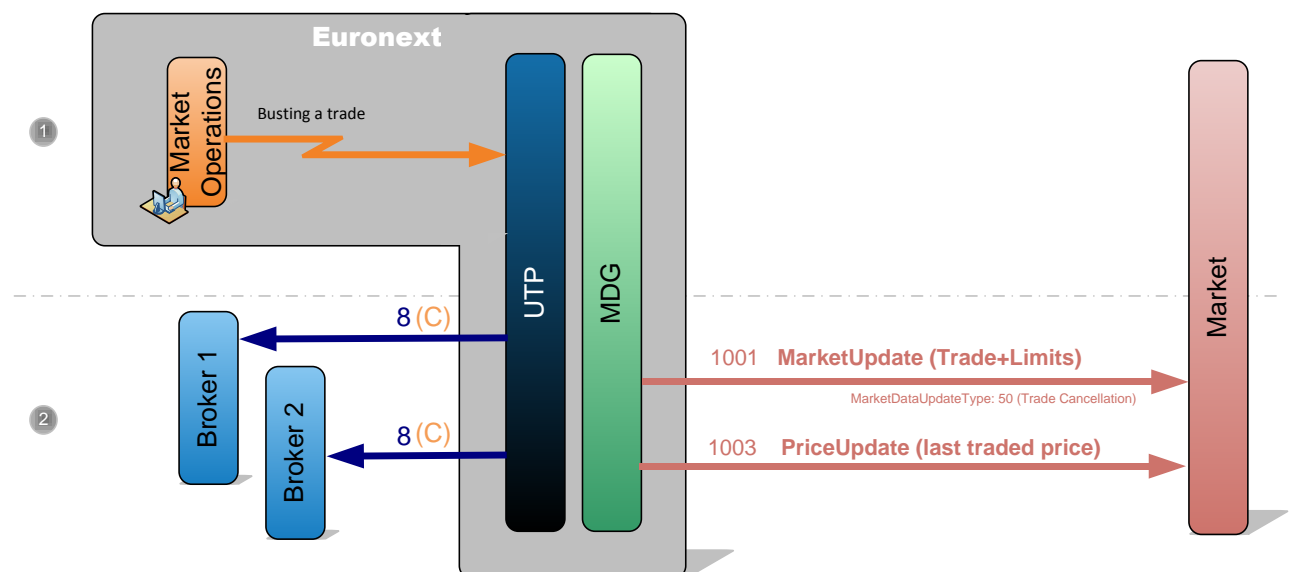 Euronext
1
Market
Operations
Busting a trade
UTP
MDG
Market
8 (C)
Broker 1
1001 MarketUpdate (Trade+Limits)
MarketDataUpdateType: 50 (Trade Cancellation)
2
Broker 2
8 (C)
1003 PriceUpdate (last traded price)